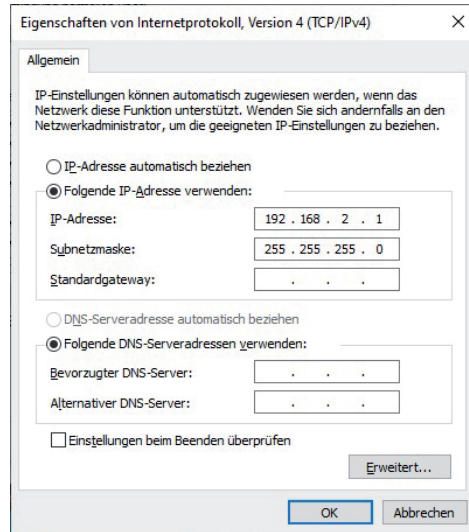 Eigenschaften von Internetprotokoll, Version 4 (TCP/IPv4)
Allgemein
IP-Einstellungen können automatisch zugewiesen werden, wenn das
Netzwerk diese Funktion unterstützt. Wenden Sie sich andernfalls an den
Netzwerkadministrator, um die geeigneten IP-Einstellungen zu beziehen.
IP-Adresse automatisch beziehen
Folgende IP-Adresse verwenden:
IP-Adresse: 192 . 168 . 2 . 1
Subnetzmaske: 255 . 255 . 255 . 0
Standardgateway: . . .
DNS-Serveradresse automatisch beziehen
Folgende DNS-Serveradressen verwenden:
Bevorzugter DNS-Server: . . .
Alternativer DNS-Server: . . .
Einstellungen beim Beenden überprüfen
Erweitert...
OK Abbrechen